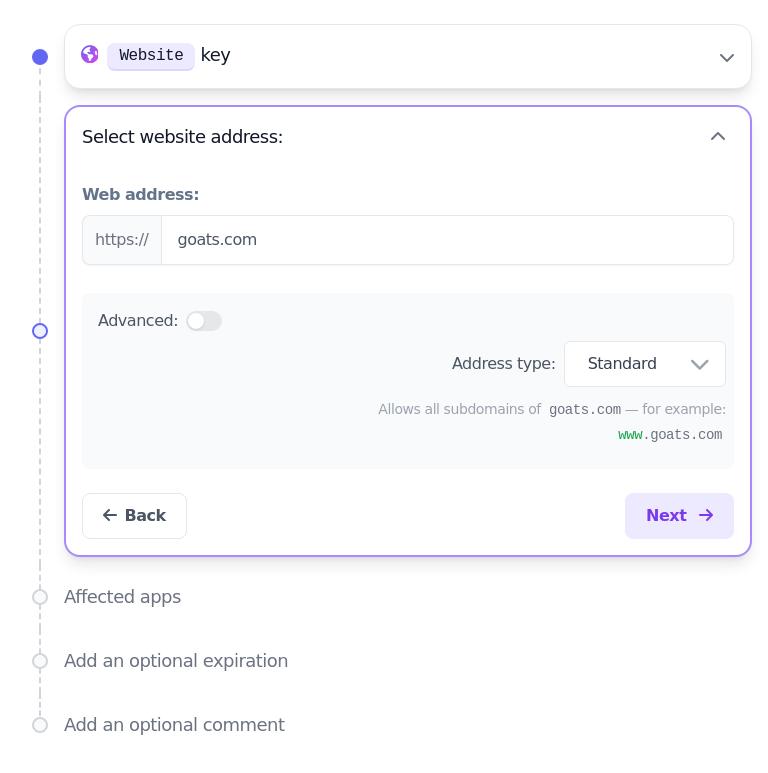 Website key
Select website address:
Web address:
https:// goats.com
Advanced:
Address type: Standard
Allows all subdomains of goats.com — for example:
www.goats.com
← Back
Next →
Affected apps
Add an optional expiration
Add an optional comment